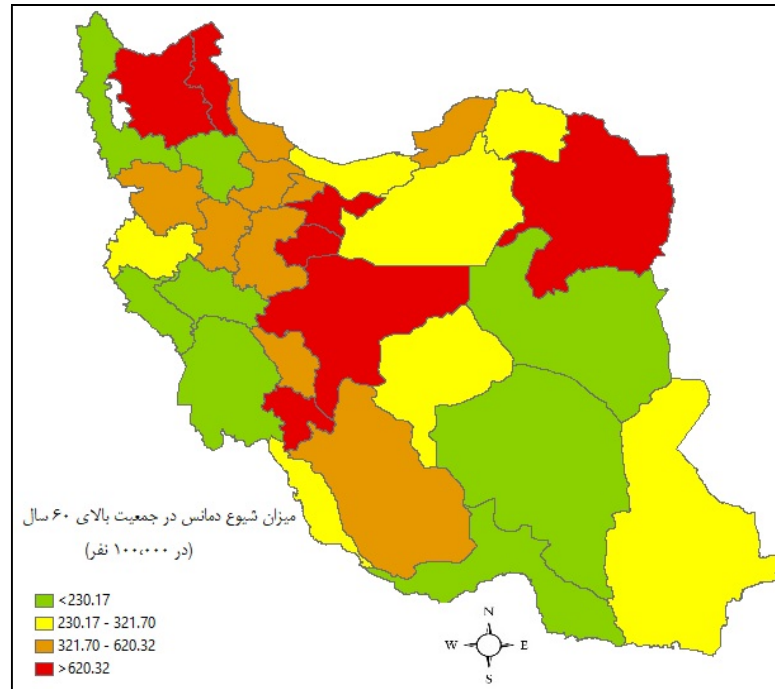 میزان شیوع دمانس در جمعیت بالای ۶۰ سال
(در ۱۰۰،۰۰۰ نفر)
<230.17
230.17 - 321.70
321.70 - 620.32
>620.32
N
W E
S